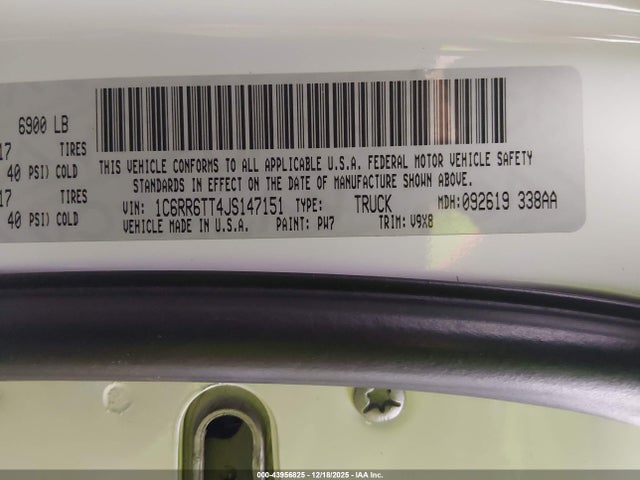 6900 LB
17 TIRES
40 PSI) COLD
17 TIRES
40 PSI) COLD
THIS VEHICLE CONFORMS TO ALL APPLICABLE U.S.A. FEDERAL MOTOR VEHICLE SAFETY
STANDARDS IN EFFECT ON THE DATE OF MANUFACTURE SHOWN ABOVE.
VIN: 1C6RR6TT4JS147151 TYPE: TRUCK MDH: 092619 338AA
VEHICLE MADE IN U.S.A. PAINT: PW7 TRIM: V9X8
000-43956825 - 12/18/2025 - IAA Inc.